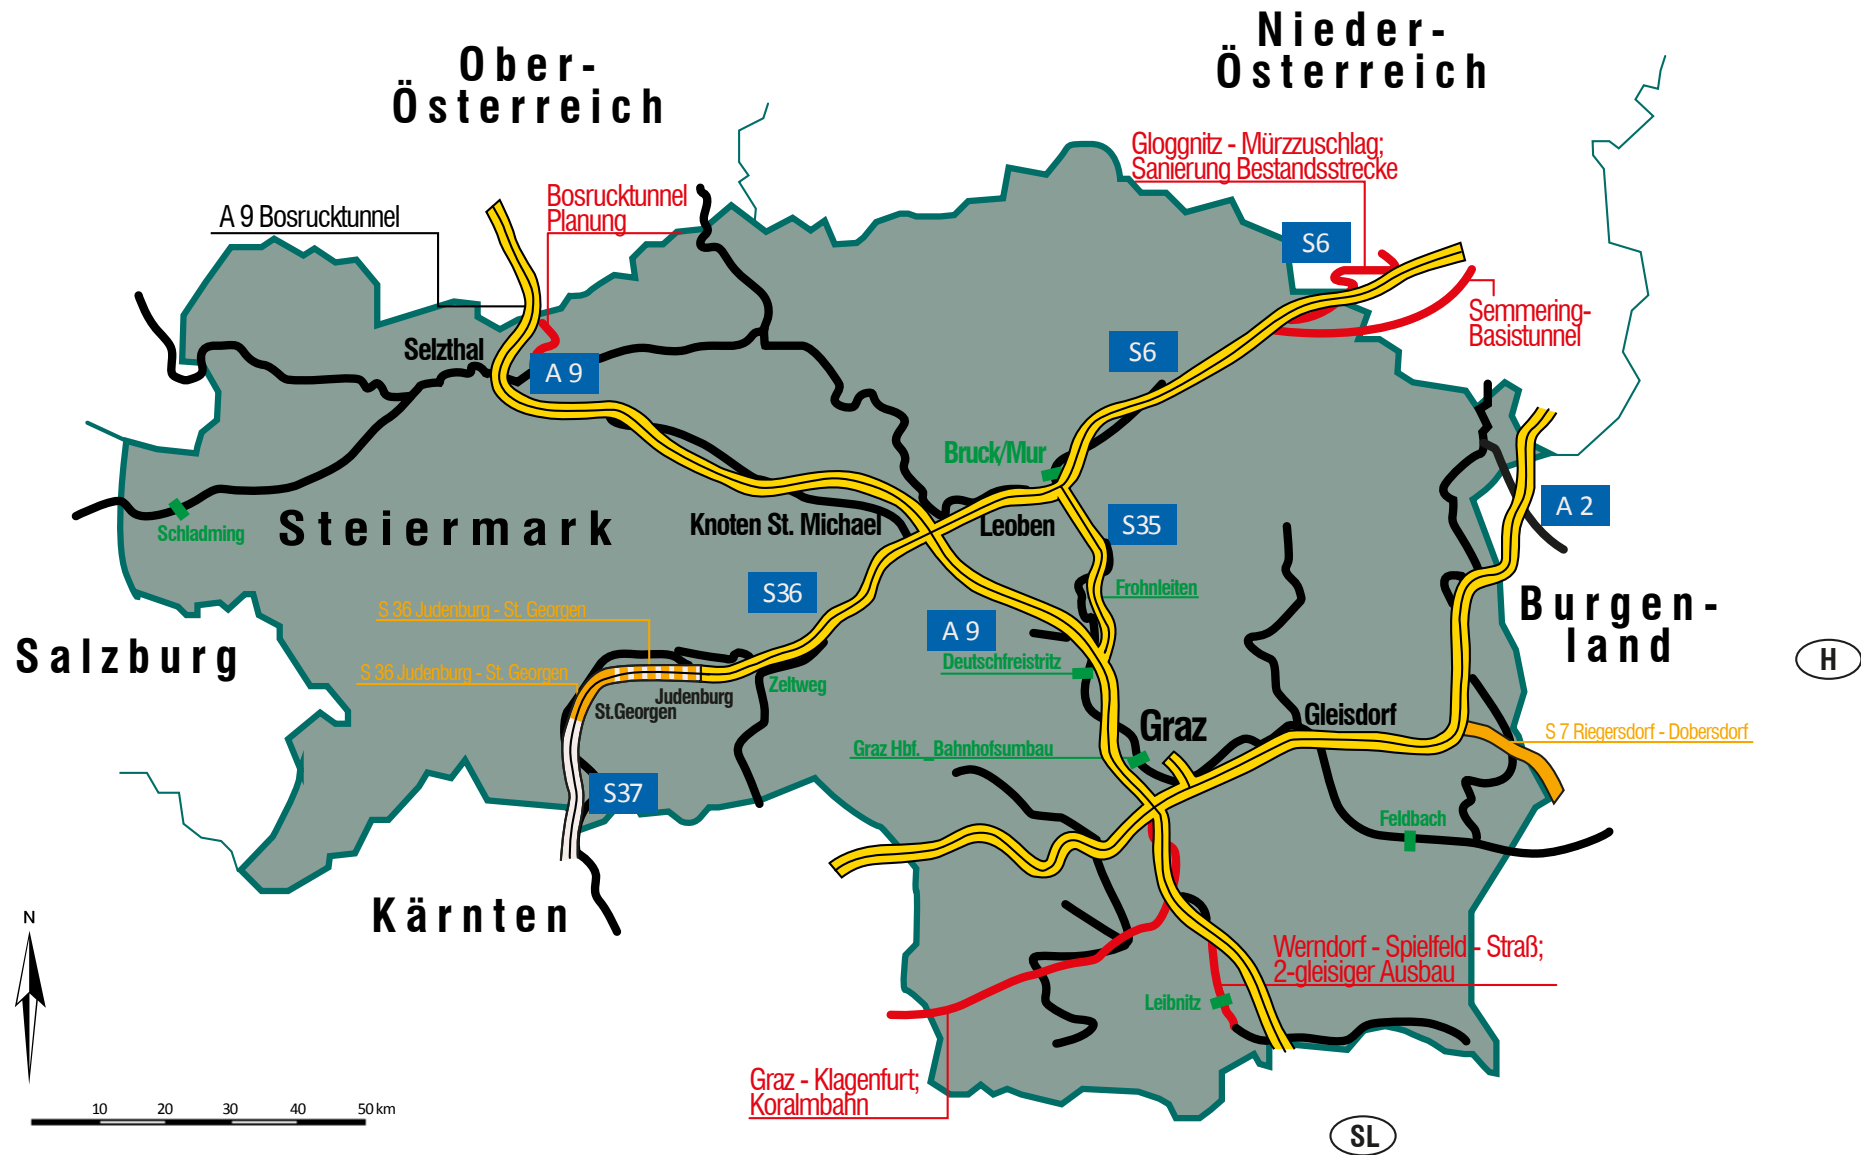 Ober-
Österreich
Nieder-
Österreich
Gloggnitz - Mürzzuschlag;
Sanierung Bestandsstrecke
A 9 Bosrucktunnel
Bosrucktunnel
Planung
S6
Semmering-
Basistunnel
Selzthal
A 9
S6
Bruck/Mur
Schladming
Steiermark
Knoten St. Michael
Leoben
S35
A 2
S36
Frohnleiten
S 36 Judenburg - St. Georgen
Burgen-
land
Salzburg
A 9
H
S 36 Judenburg - St. Georgen
Deutschfreistritz
Zeltweg
Judenburg
St.Georgen
Graz
Gleisdorf
S 7 Riegersdorf - Dobersdorf
Graz Hbf. _Bahnhofsumbau
S37
Feldbach
Kärnten
N
Werndorf - Spielfeld - Straß;
2-gleisiger Ausbau
Leibnitz
Graz - Klagenfurt;
Koralmbahn
10 20 30 40 50 km
SL